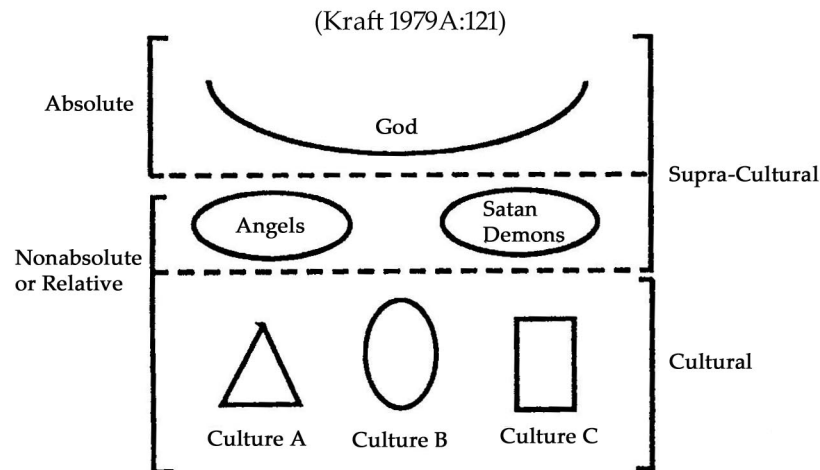 (Kraft 1979A:121)
Absolute
God
Supra-Cultural
Angels
Satan
Demons
Nonabsolute
or Relative
Cultural
Culture A
Culture B
Culture C